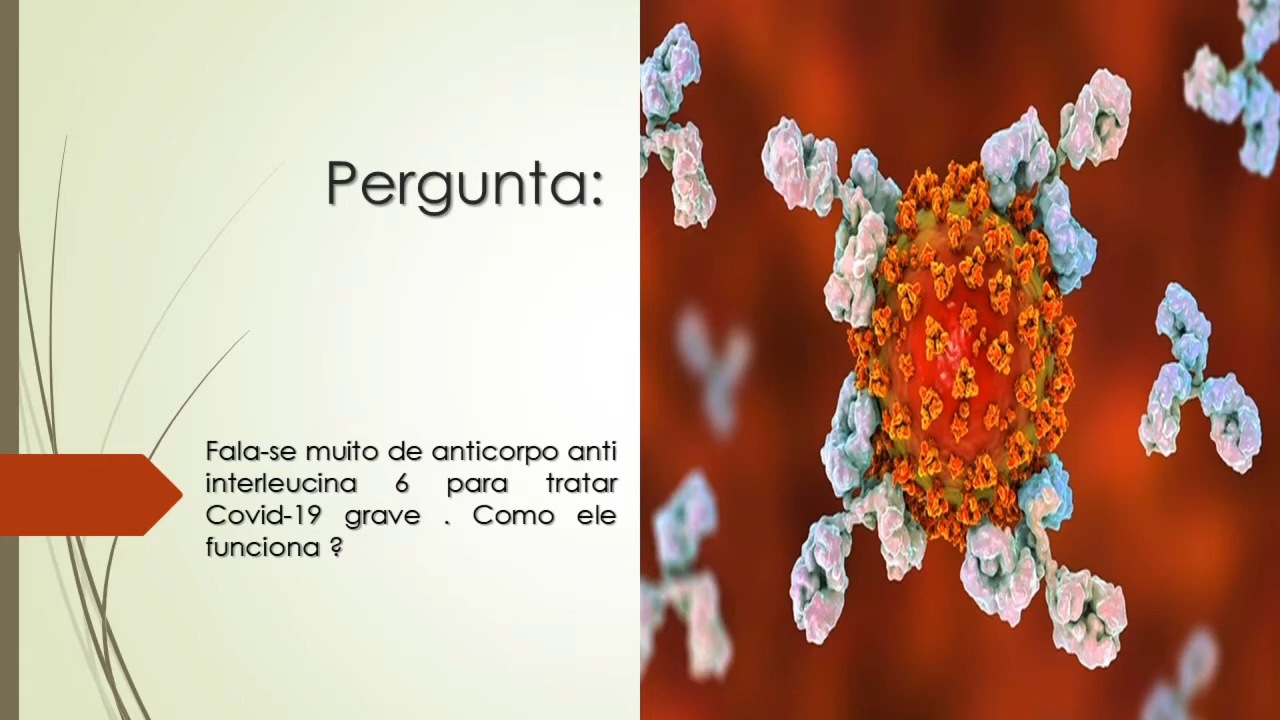 Pergunta:
Fala-se muito de anticorpo anti
interleucina 6 para tratar
Covid-19 grave . Como ele
funciona ?